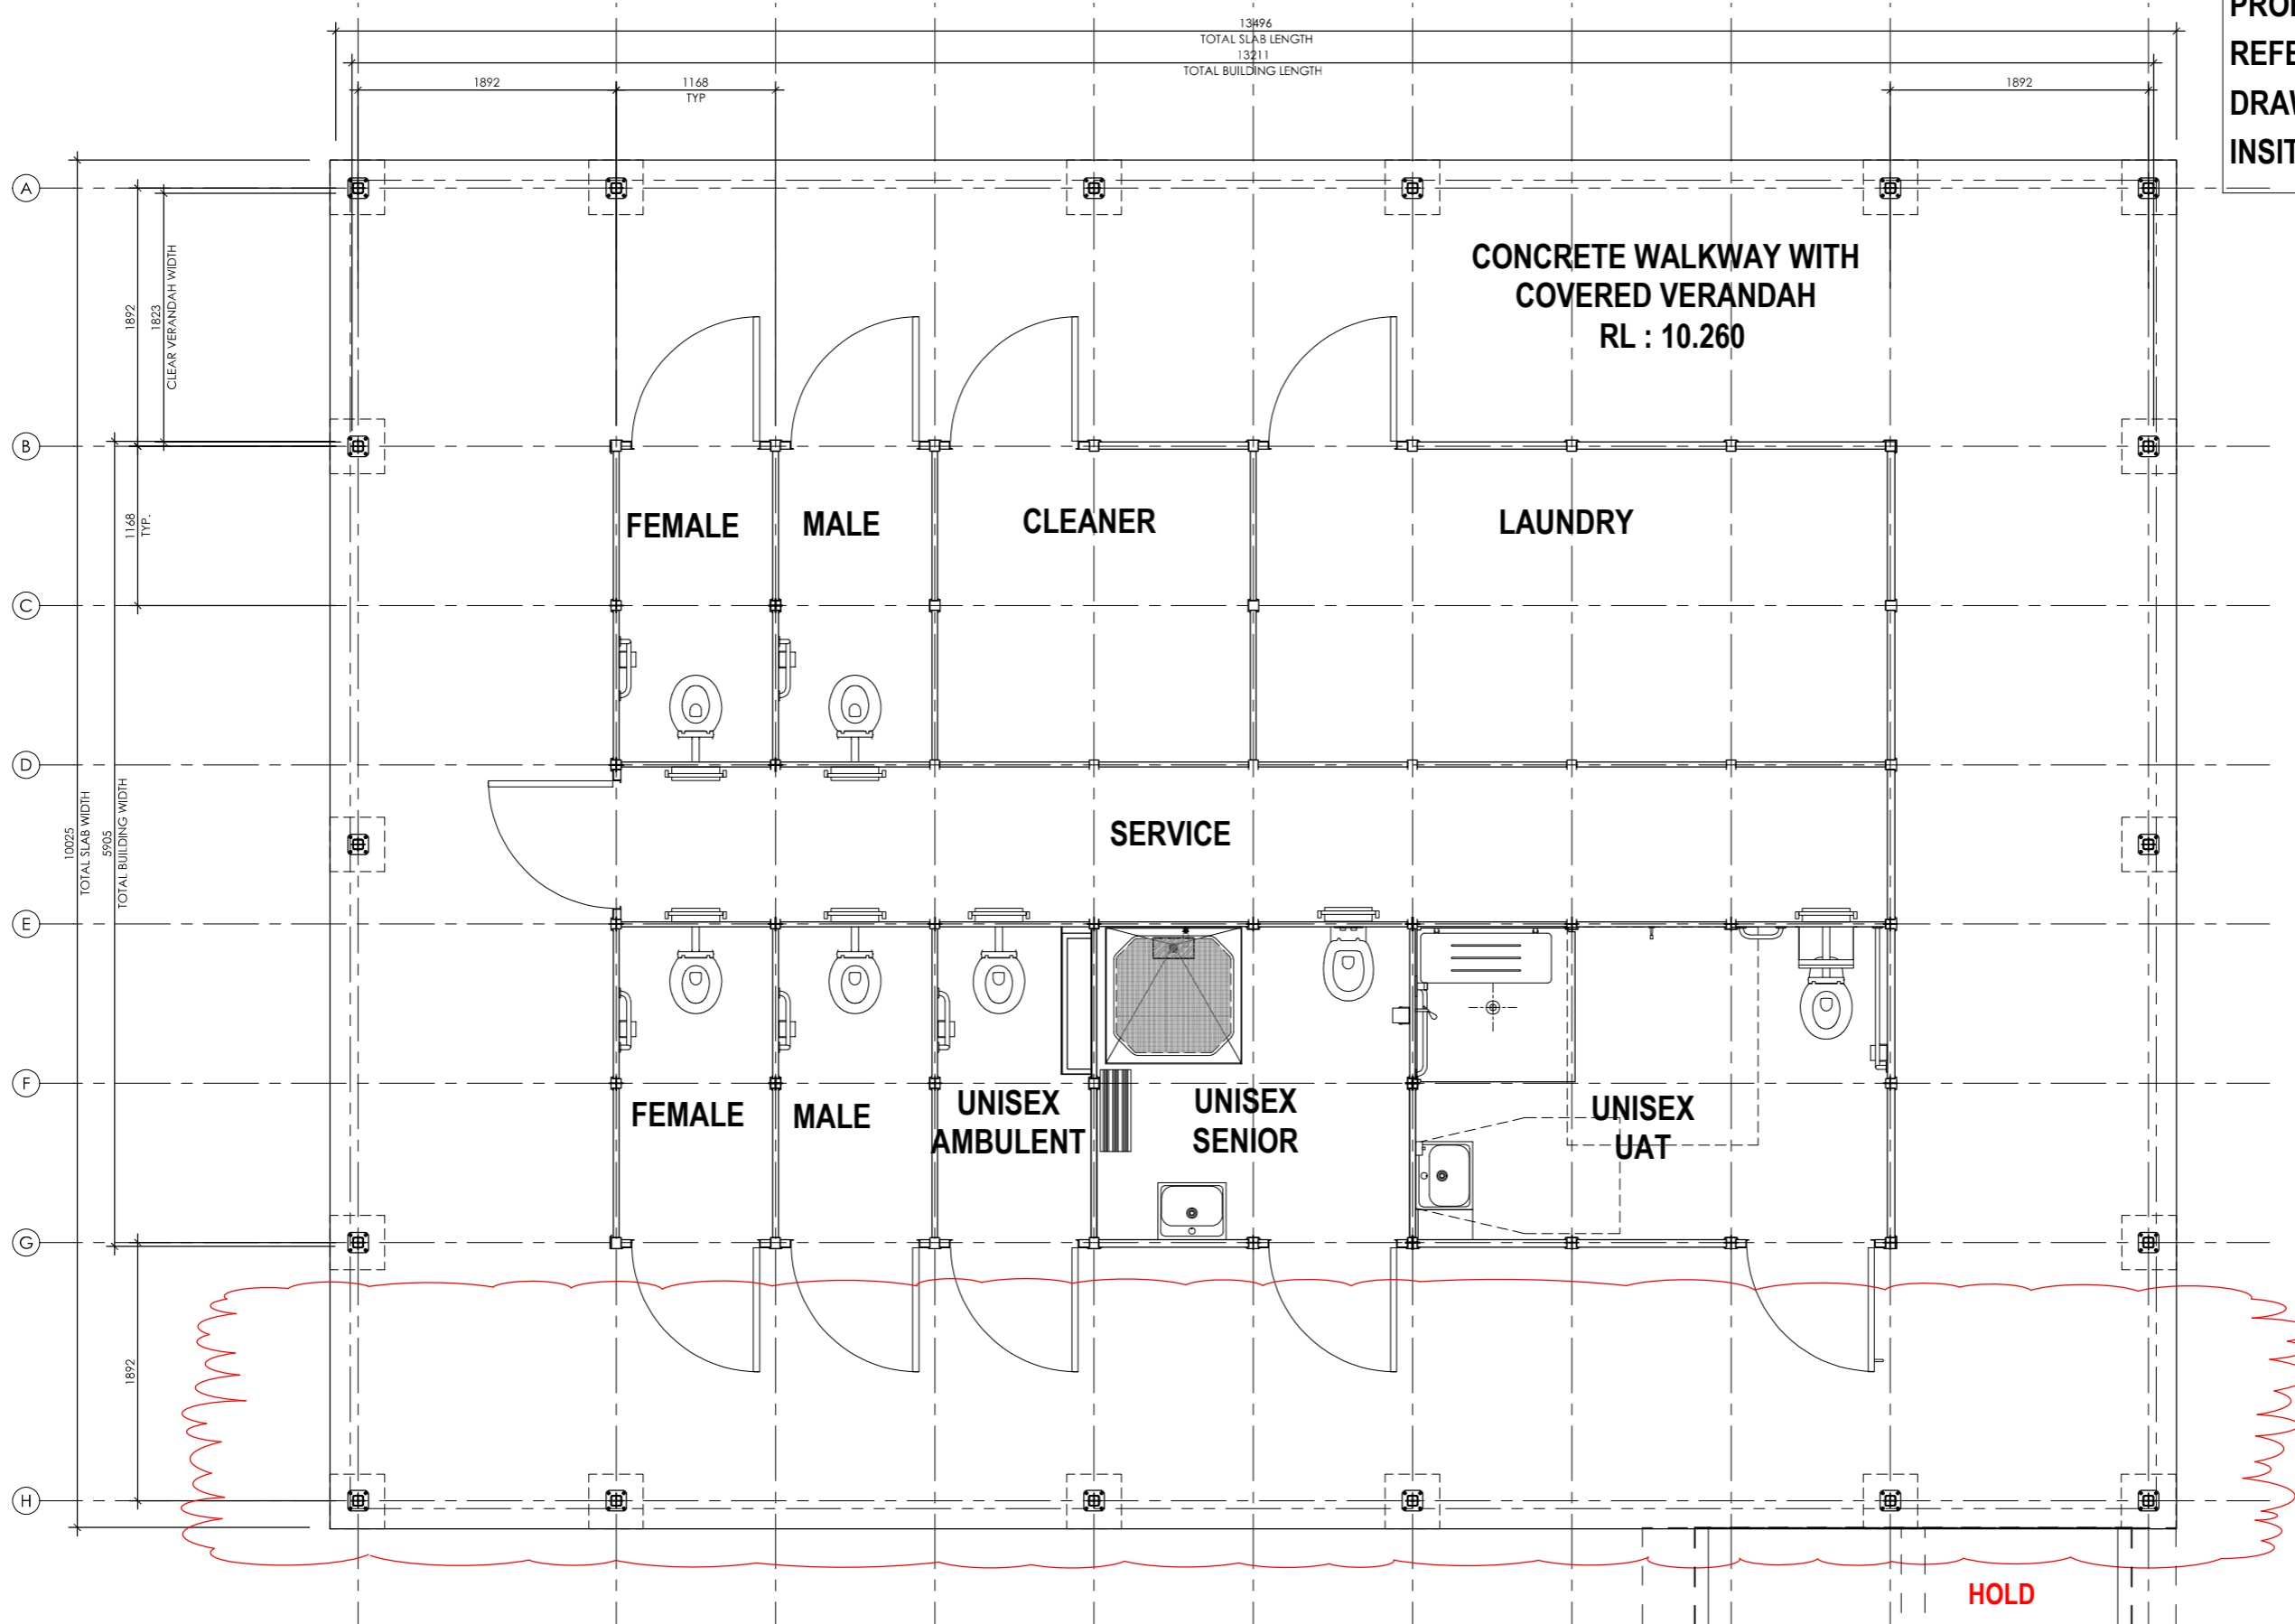 13496
TOTAL SLAB LENGTH
13211
TOTAL BUILDING LENGTH
1892
1168
TYP
1892
REFE
DRAW
INSIT
A
B
C
D
E
F
G
H
1892
1823
CLEAR VERANDAH WIDTH
1168
TYP.
10025
TOTAL SLAB WIDTH
5905
TOTAL BUILDING WIDTH
1892
CONCRETE WALKWAY WITH
COVERED VERANDAH
RL : 10.260
FEMALE
MALE
CLEANER
LAUNDRY
SERVICE
FEMALE
MALE
UNISEX
AMBULENT
UNISEX
SENIOR
UNISEX
UAT
HOLD